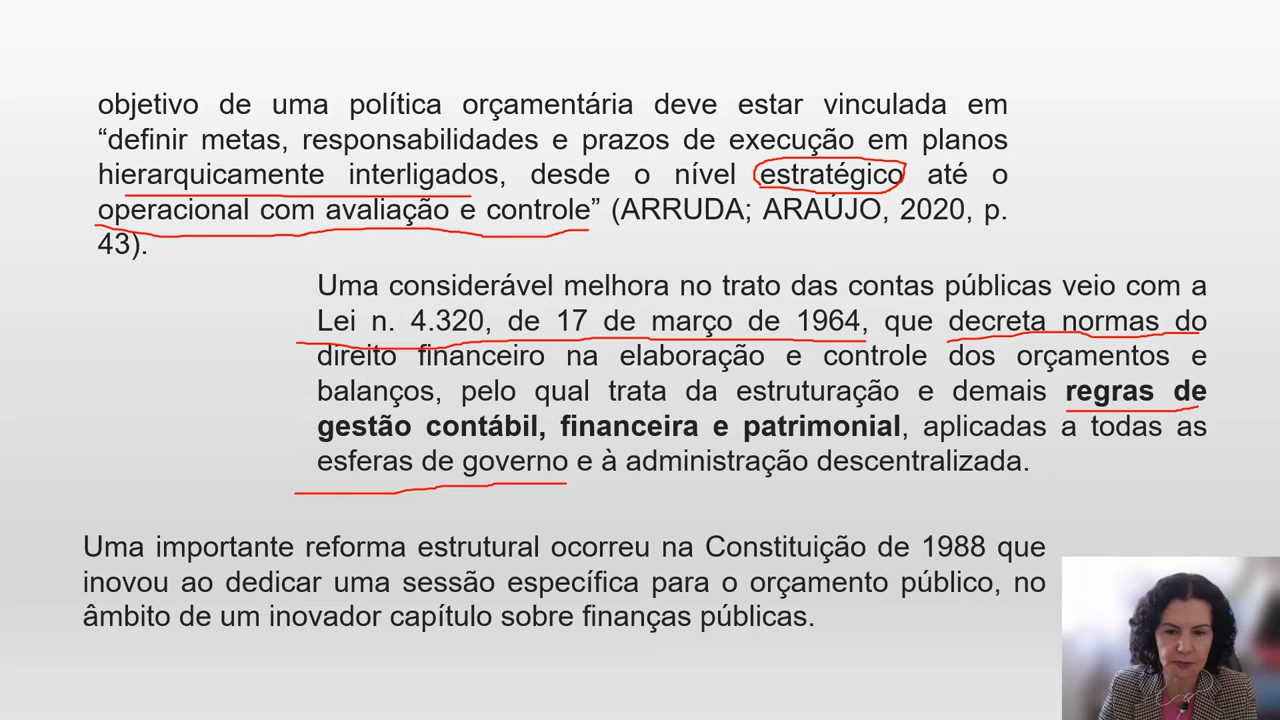 objetivo de uma política orçamentária deve estar vinculada em
“definir metas, responsabilidades e prazos de execução em planos
hierarquicamente interligados, desde o nível estratégico até o
operacional com avaliação e controle” (ARRUDA; ARAÚJO, 2020, p.
43).
Uma considerável melhora no trato das contas públicas veio com a
Lei n. 4.320, de 17 de março de 1964, que decreta normas do
direito financeiro na elaboração e controle dos orçamentos e
balanços, pelo qual trata da estruturação e demais regras de
gestão contábil, financeira e patrimonial, aplicadas a todas as
esferas de governo e à administração descentralizada.
Uma importante reforma estrutural ocorreu na Constituição de 1988 que
inovou ao dedicar uma sessão específica para o orçamento público, no
âmbito de um inovador capítulo sobre finanças públicas.